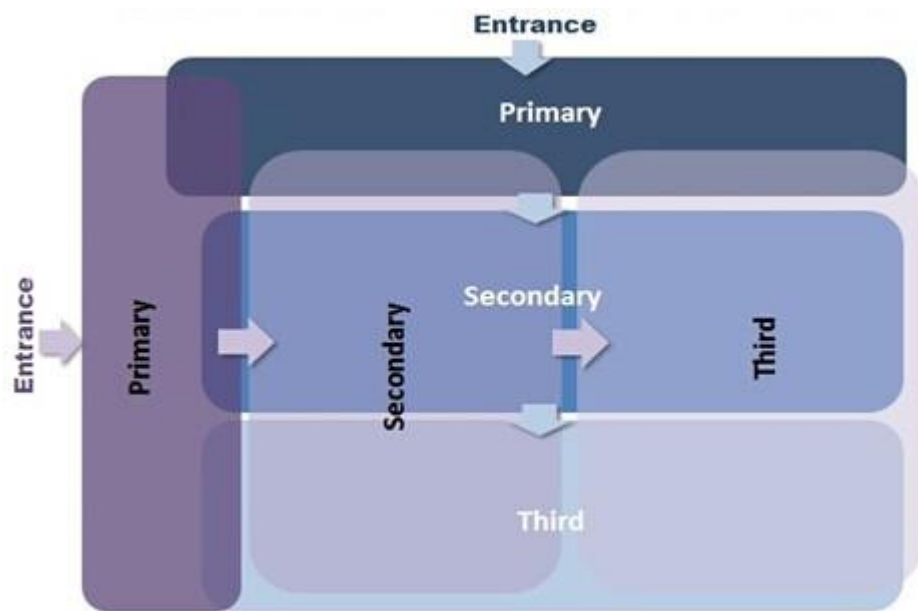 Entrance
Primary
Secondary
Third
Entrance
Primary
Secondary
Third